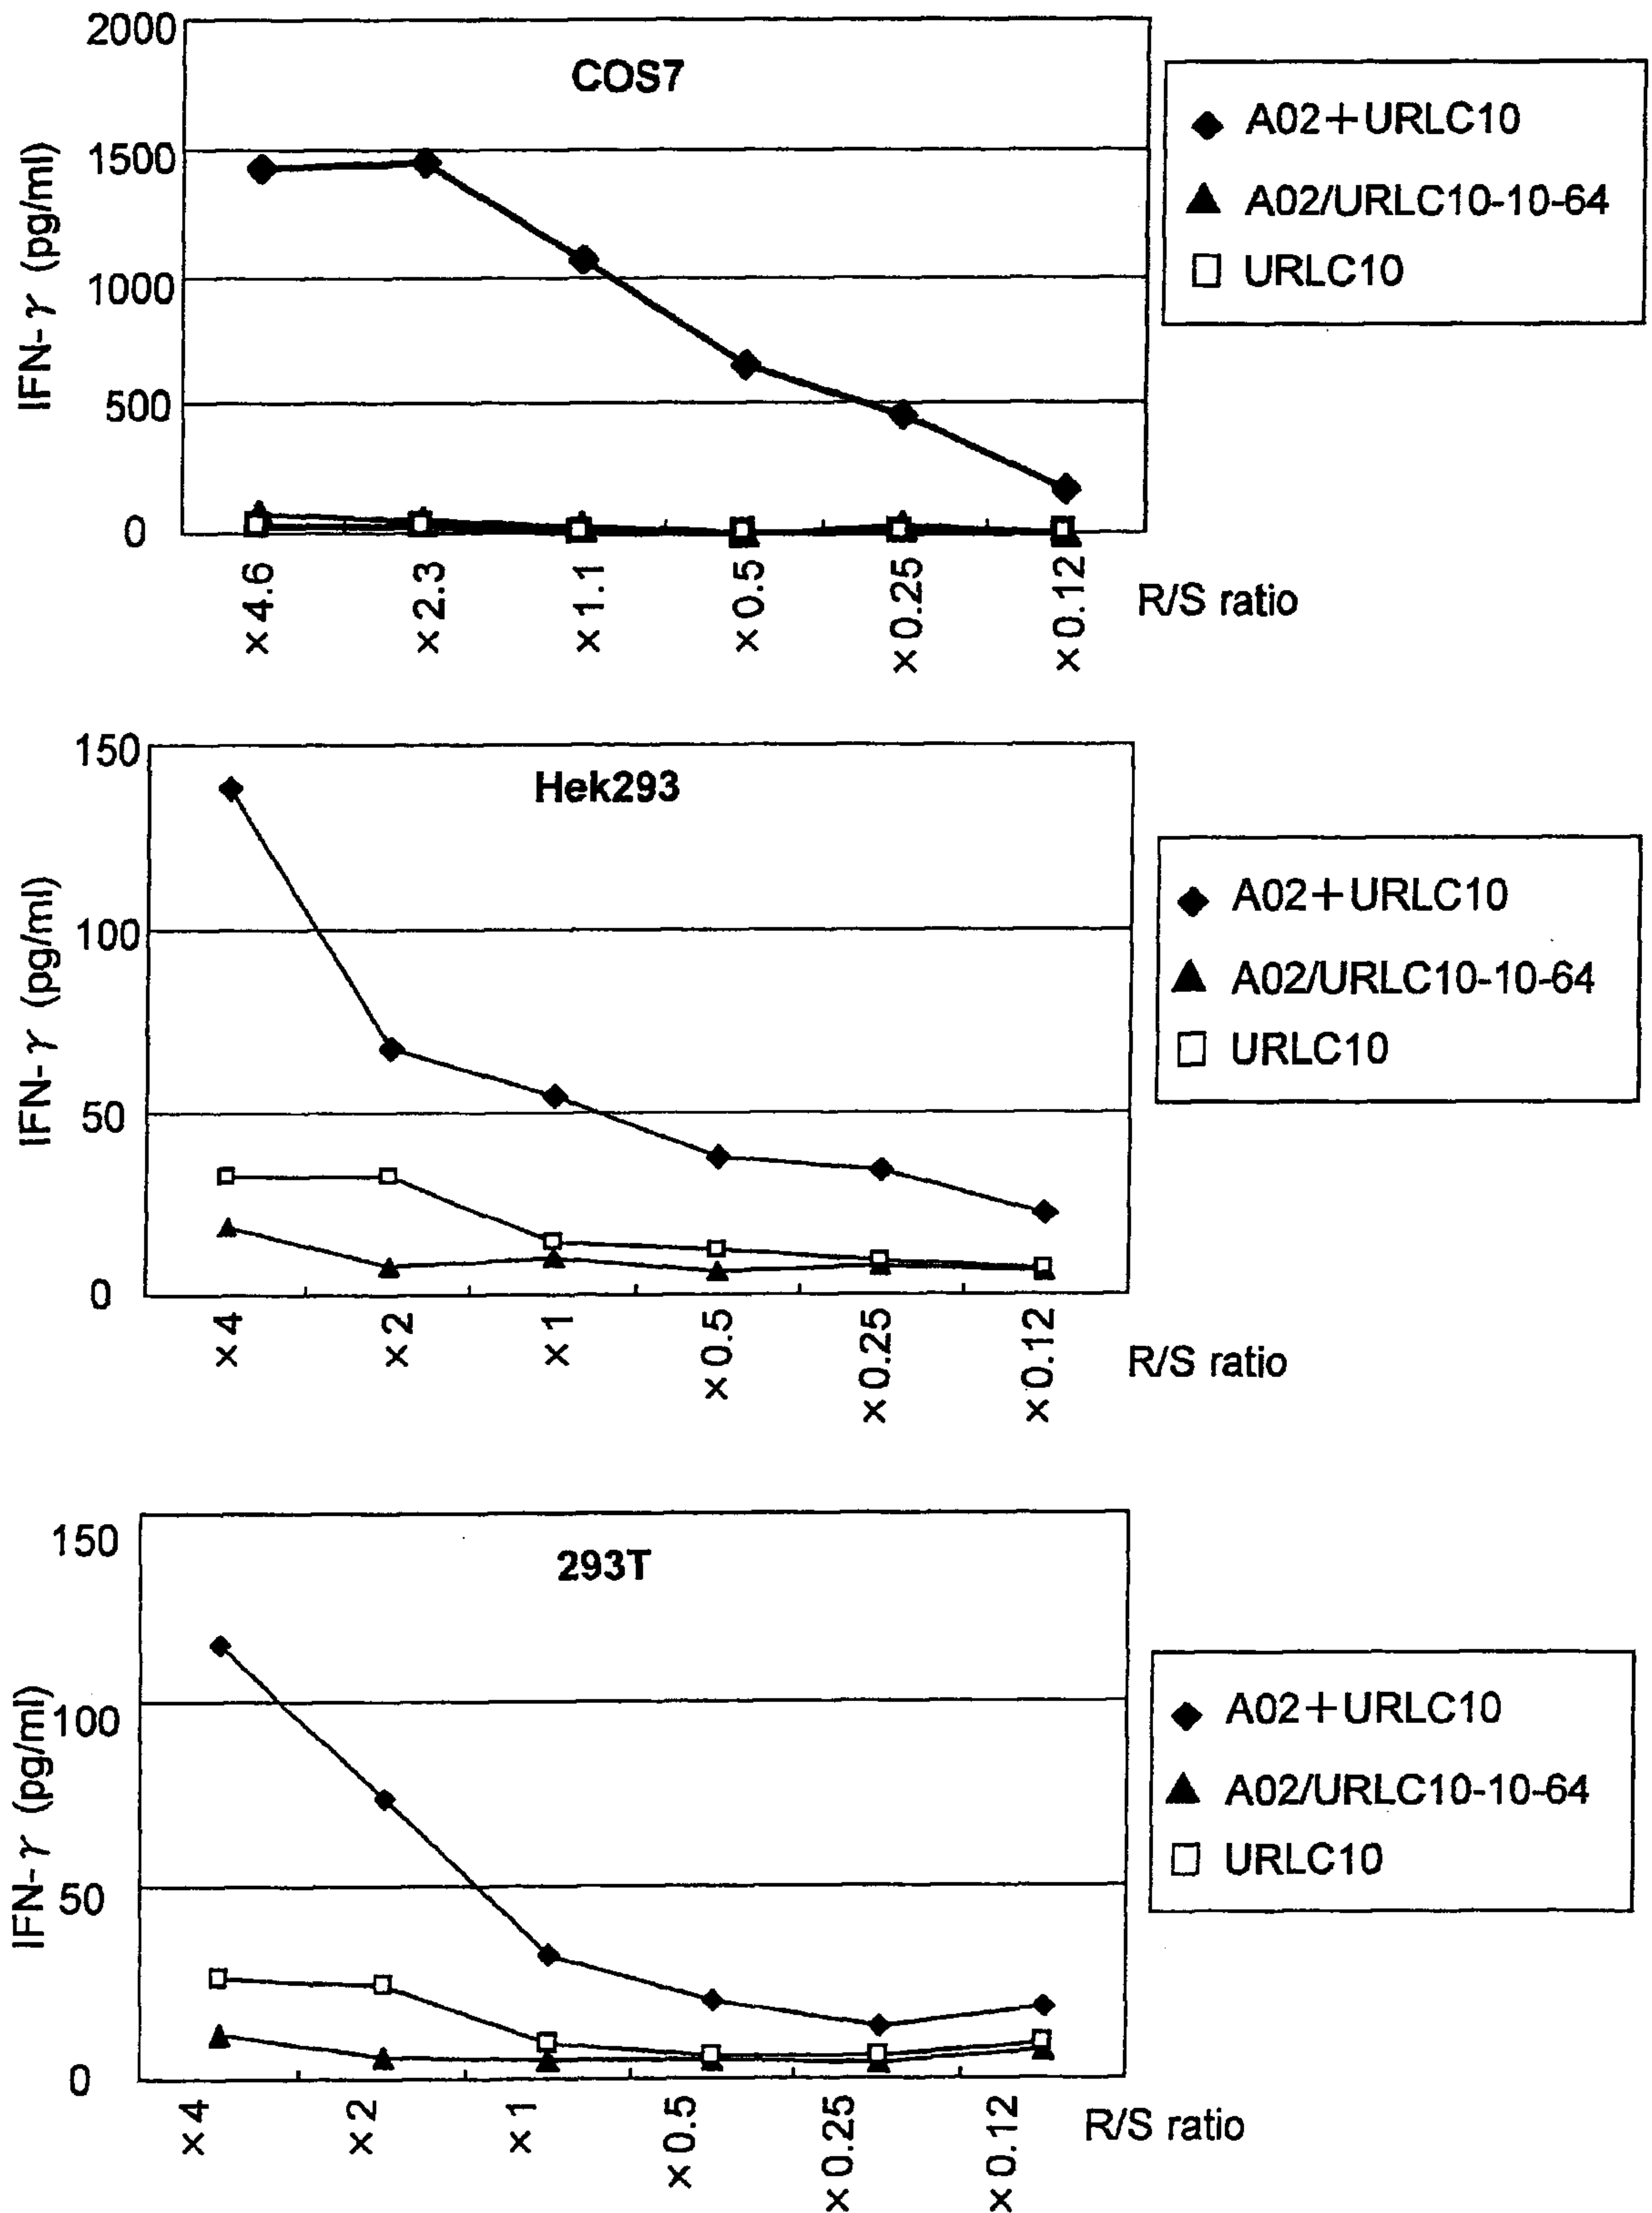 COS7
IFN-γ (pg/ml)
2000
1500
1000
500
0
×4.6
×2.3
×1.1
×0.5
×0.25
×0.12
R/S ratio
A02+URLC10
A02/URLC10-10-64
URLC10
Hek293
IFN-γ (pg/ml)
150
100
50
0
×4
×2
×1
×0.5
×0.25
×0.12
R/S ratio
A02+URLC10
A02/URLC10-10-64
URLC10
293T
IFN-γ (pg/ml)
150
100
50
0
×4
×2
×1
×0.5
×0.25
×0.12
R/S ratio
A02+URLC10
A02/URLC10-10-64
URLC10